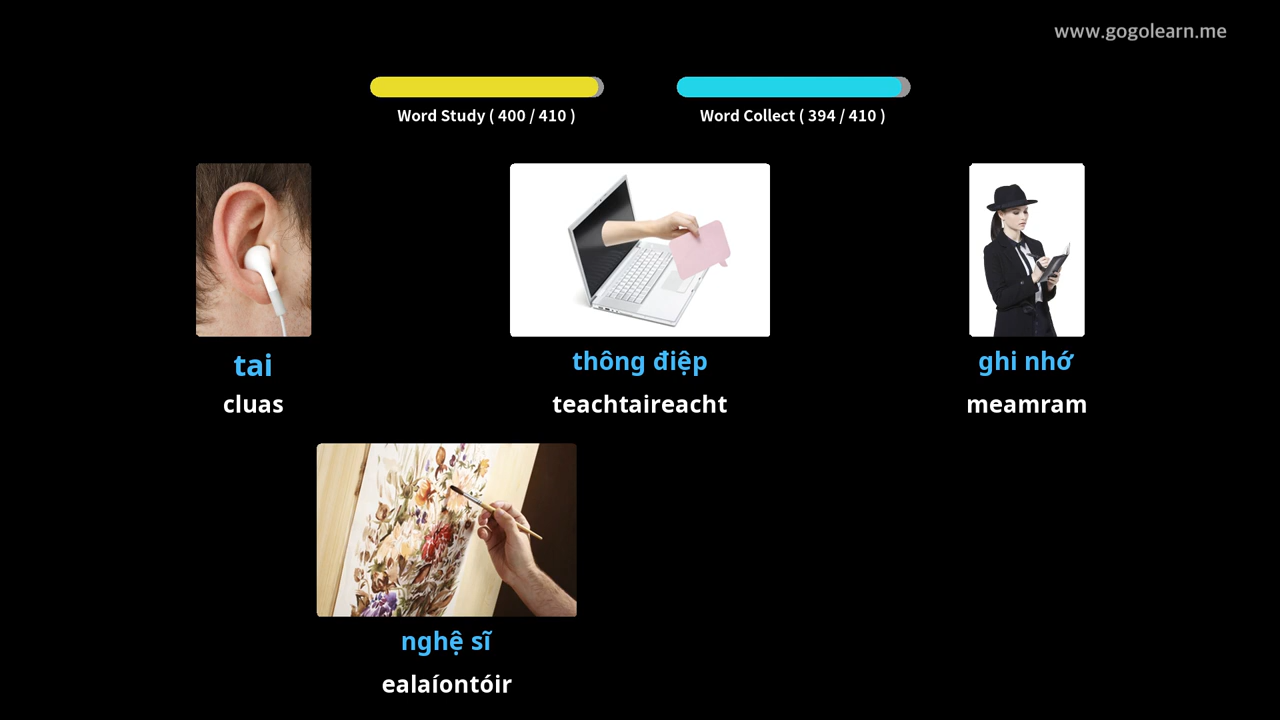 www.gogolearn.me
Word Study ( 400 / 410 )
Word Collect ( 394 / 410 )
tai
cluas
thông điệp
teachtaireacht
ghi nhớ
meamram
nghệ sĩ
ealaíontóir